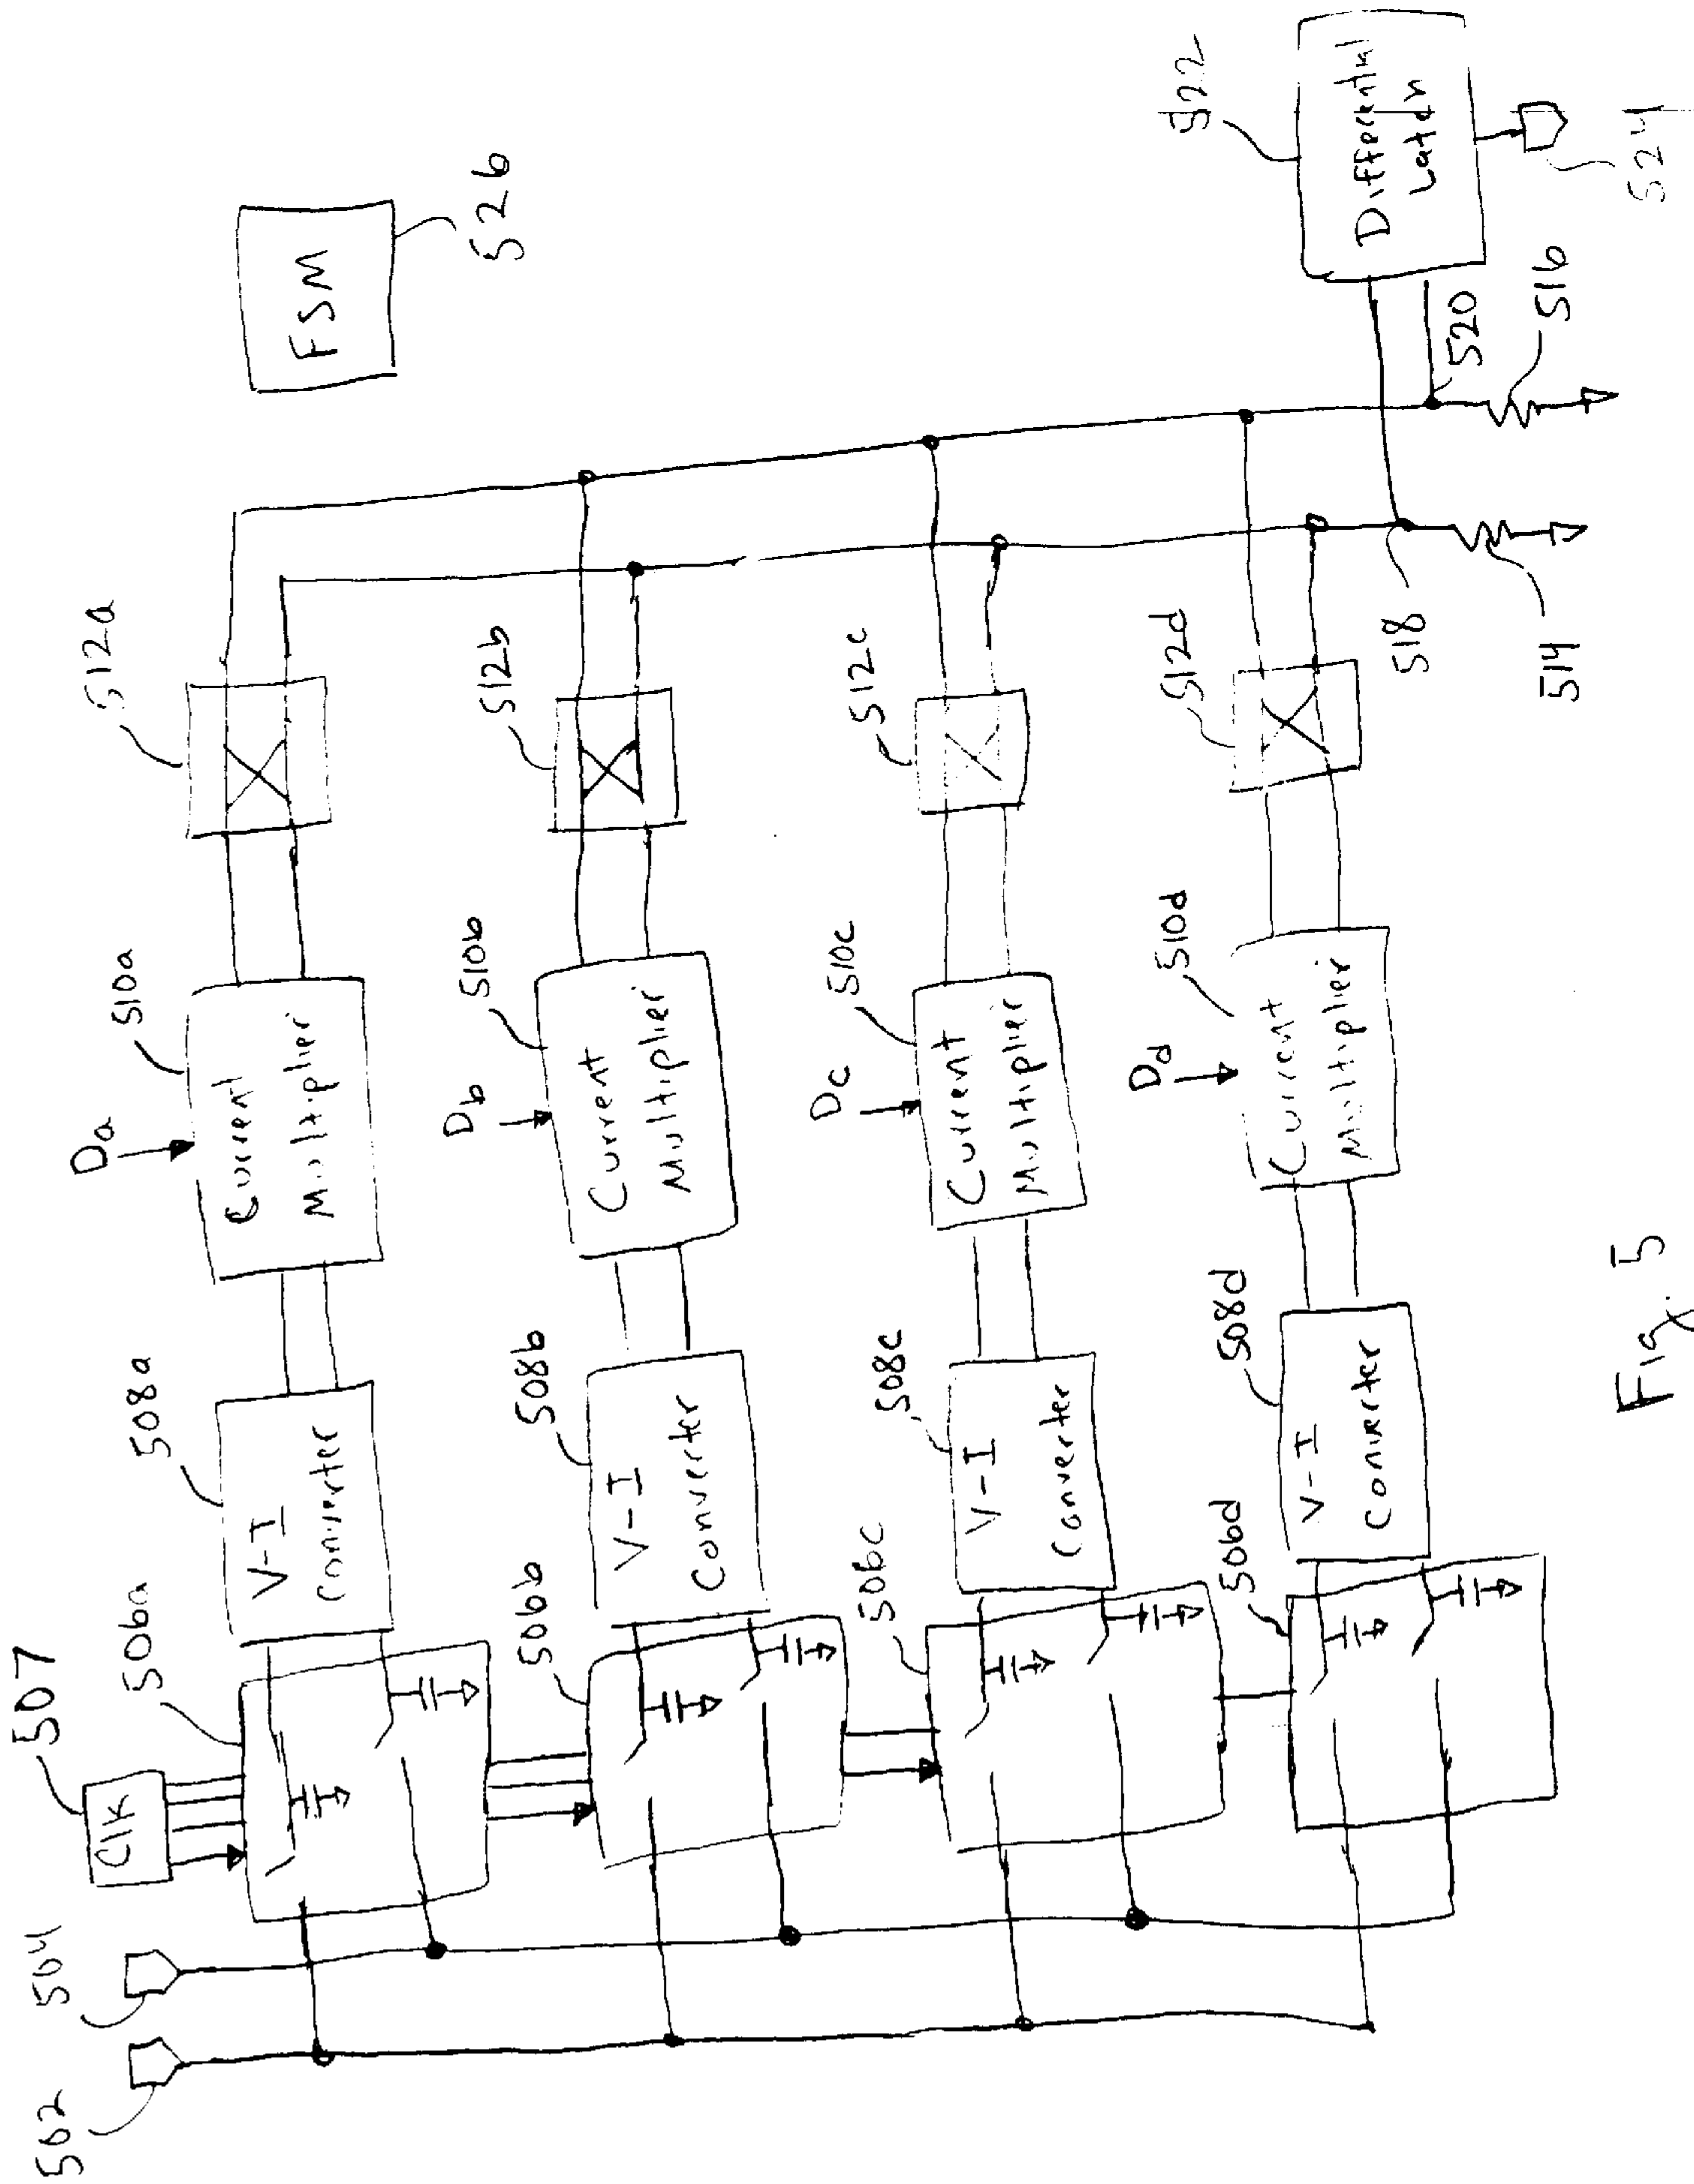 502
504
507
Clk
506a
508a
V-I
Converter
Da
510a
Current
Multiplier
512a
FSM
526
506b
508b
V-I
Converter
Db
510b
Current
Multiplier
512b
506c
508c
V-I
Converter
Dc
510c
Current
Multiplier
512c
506d
508d
V-I
Converter
Dd
510d
Current
Multiplier
512d
518
514
520
516
522
Differential
Latch
524
Fig. 5